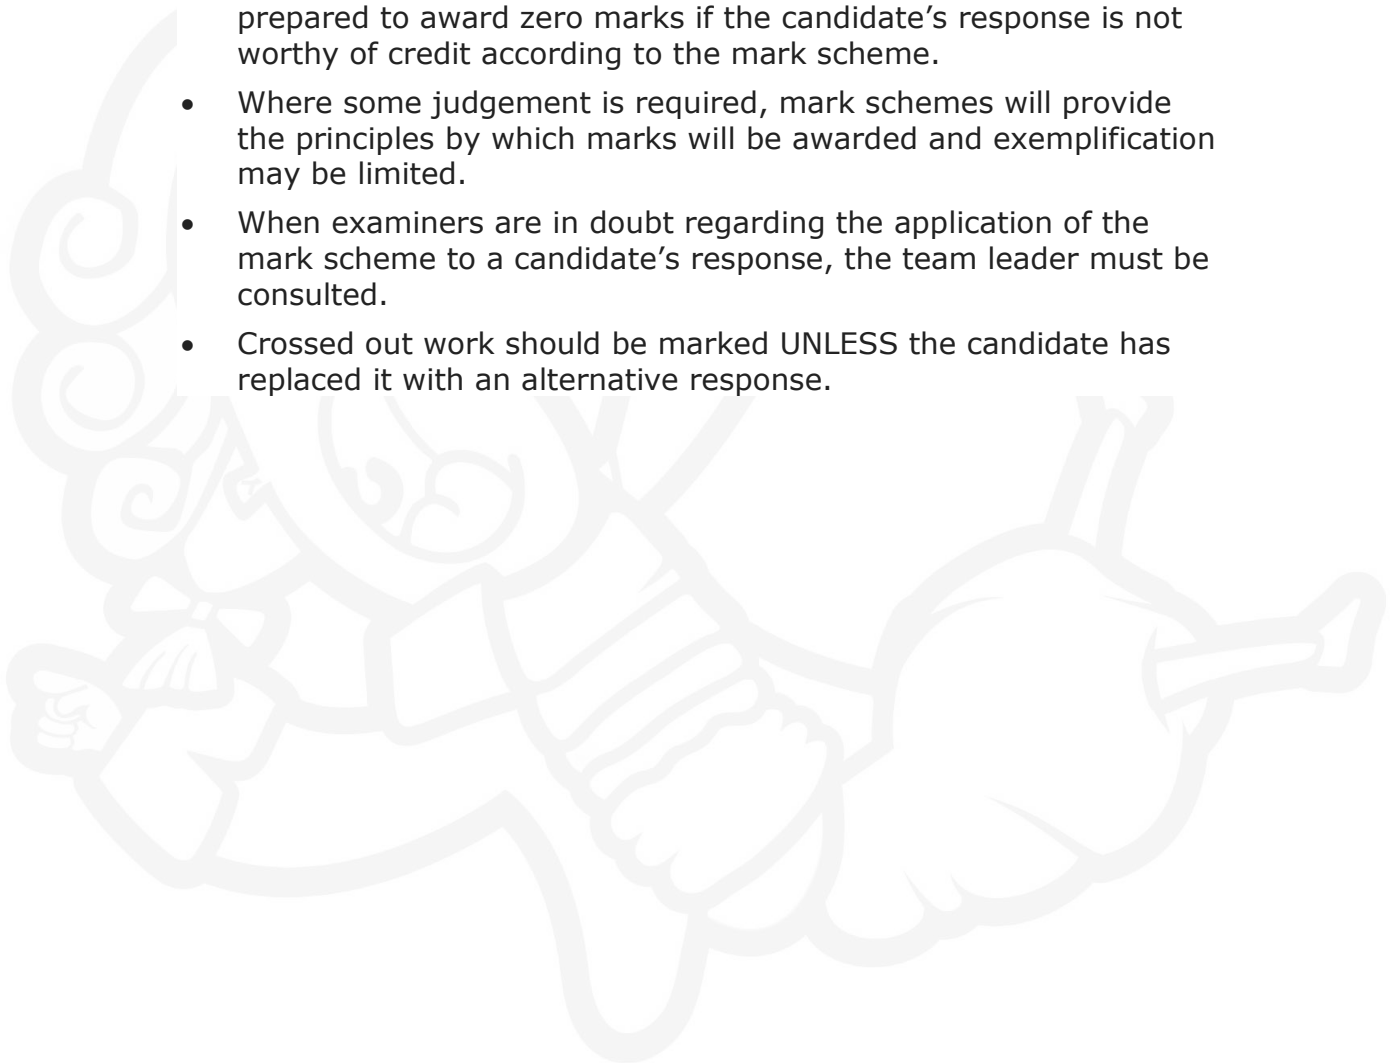 prepared to award zero marks if the candidate’s response is not
worthy of credit according to the mark scheme.
• Where some judgement is required, mark schemes will provide
the principles by which marks will be awarded and exemplification
may be limited.
• When examiners are in doubt regarding the application of the
mark scheme to a candidate’s response, the team leader must be
consulted.
• Crossed out work should be marked UNLESS the candidate has
replaced it with an alternative response.